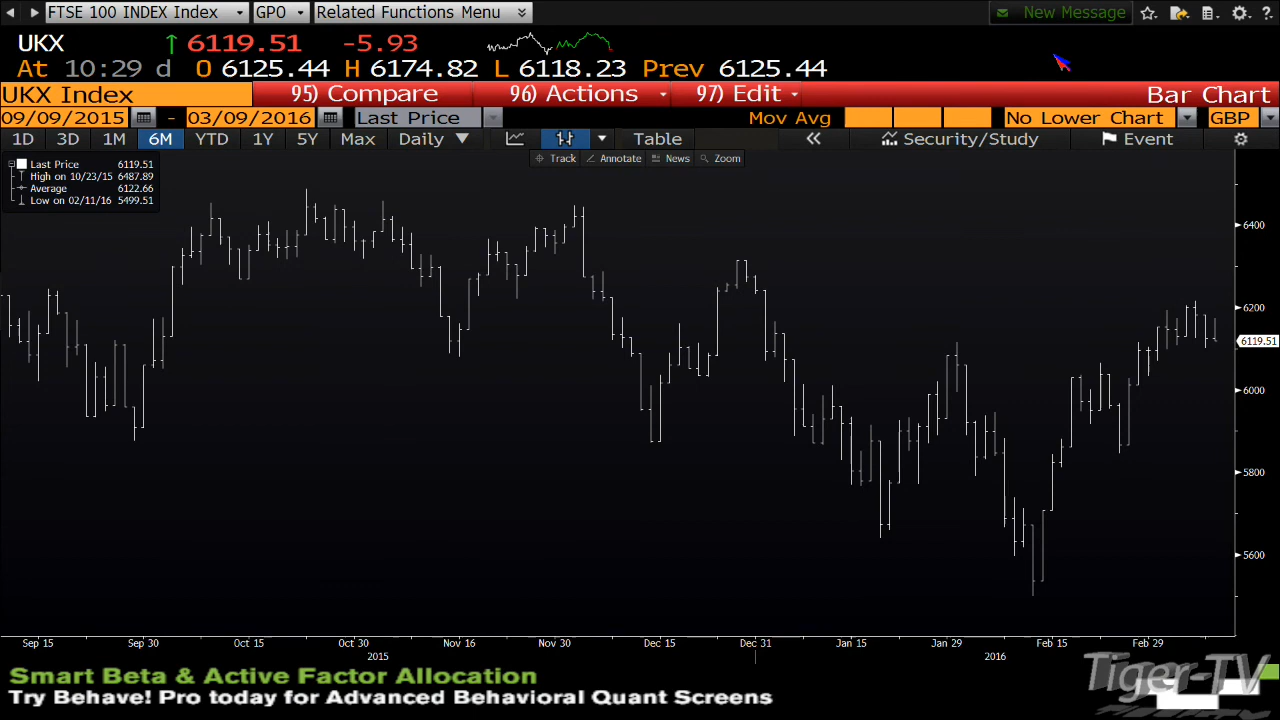 FTSE 100 INDEX Index GPO Related Functions Menu New Message
UKX 6119.51 -5.93
At 10:29 d O 6125.44 H 6174.82 L 6118.23 Prev 6125.44
UKX Index 95) Compare 96) Actions 97) Edit Bar Chart
09/09/2015 - 03/09/2016 Last Price Mov Avg No Lower Chart GBP
1D 3D 1M 6M YTD 1Y 5Y Max Daily Table Security/Study Event
Track Annotate News Zoom
Last Price 6119.51
High on 10/23/15 6487.89
Average 6122.66
Low on 02/11/16 5499.51
6400
6200
6119.51
6000
5800
5600
Sep 15 Sep 30 Oct 15 Oct 30 Nov 16 Nov 30 Dec 15 Dec 31 Jan 15 Jan 29 Feb 15 Feb 29
2015 2016
Smart Beta & Active Factor Allocation
Try Behave! Pro today for Advanced Behavioral Quant Screens
Tiger-TV